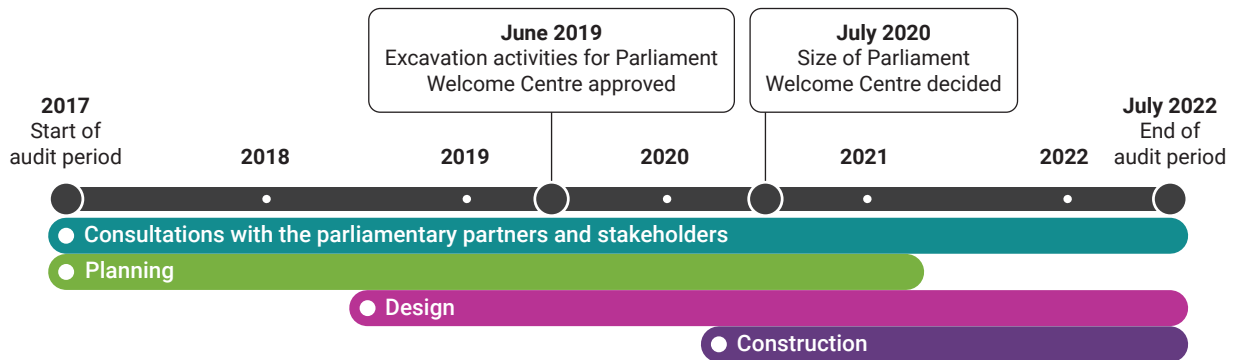 June 2019
Excavation activities for Parliament
Welcome Centre approved
July 2020
Size of Parliament
Welcome Centre decided
2017
Start of
audit period
2018
2019
2020
2021
2022
July 2022
End of
audit period
Consultations with the parliamentary partners and stakeholders
Planning
Design
Construction